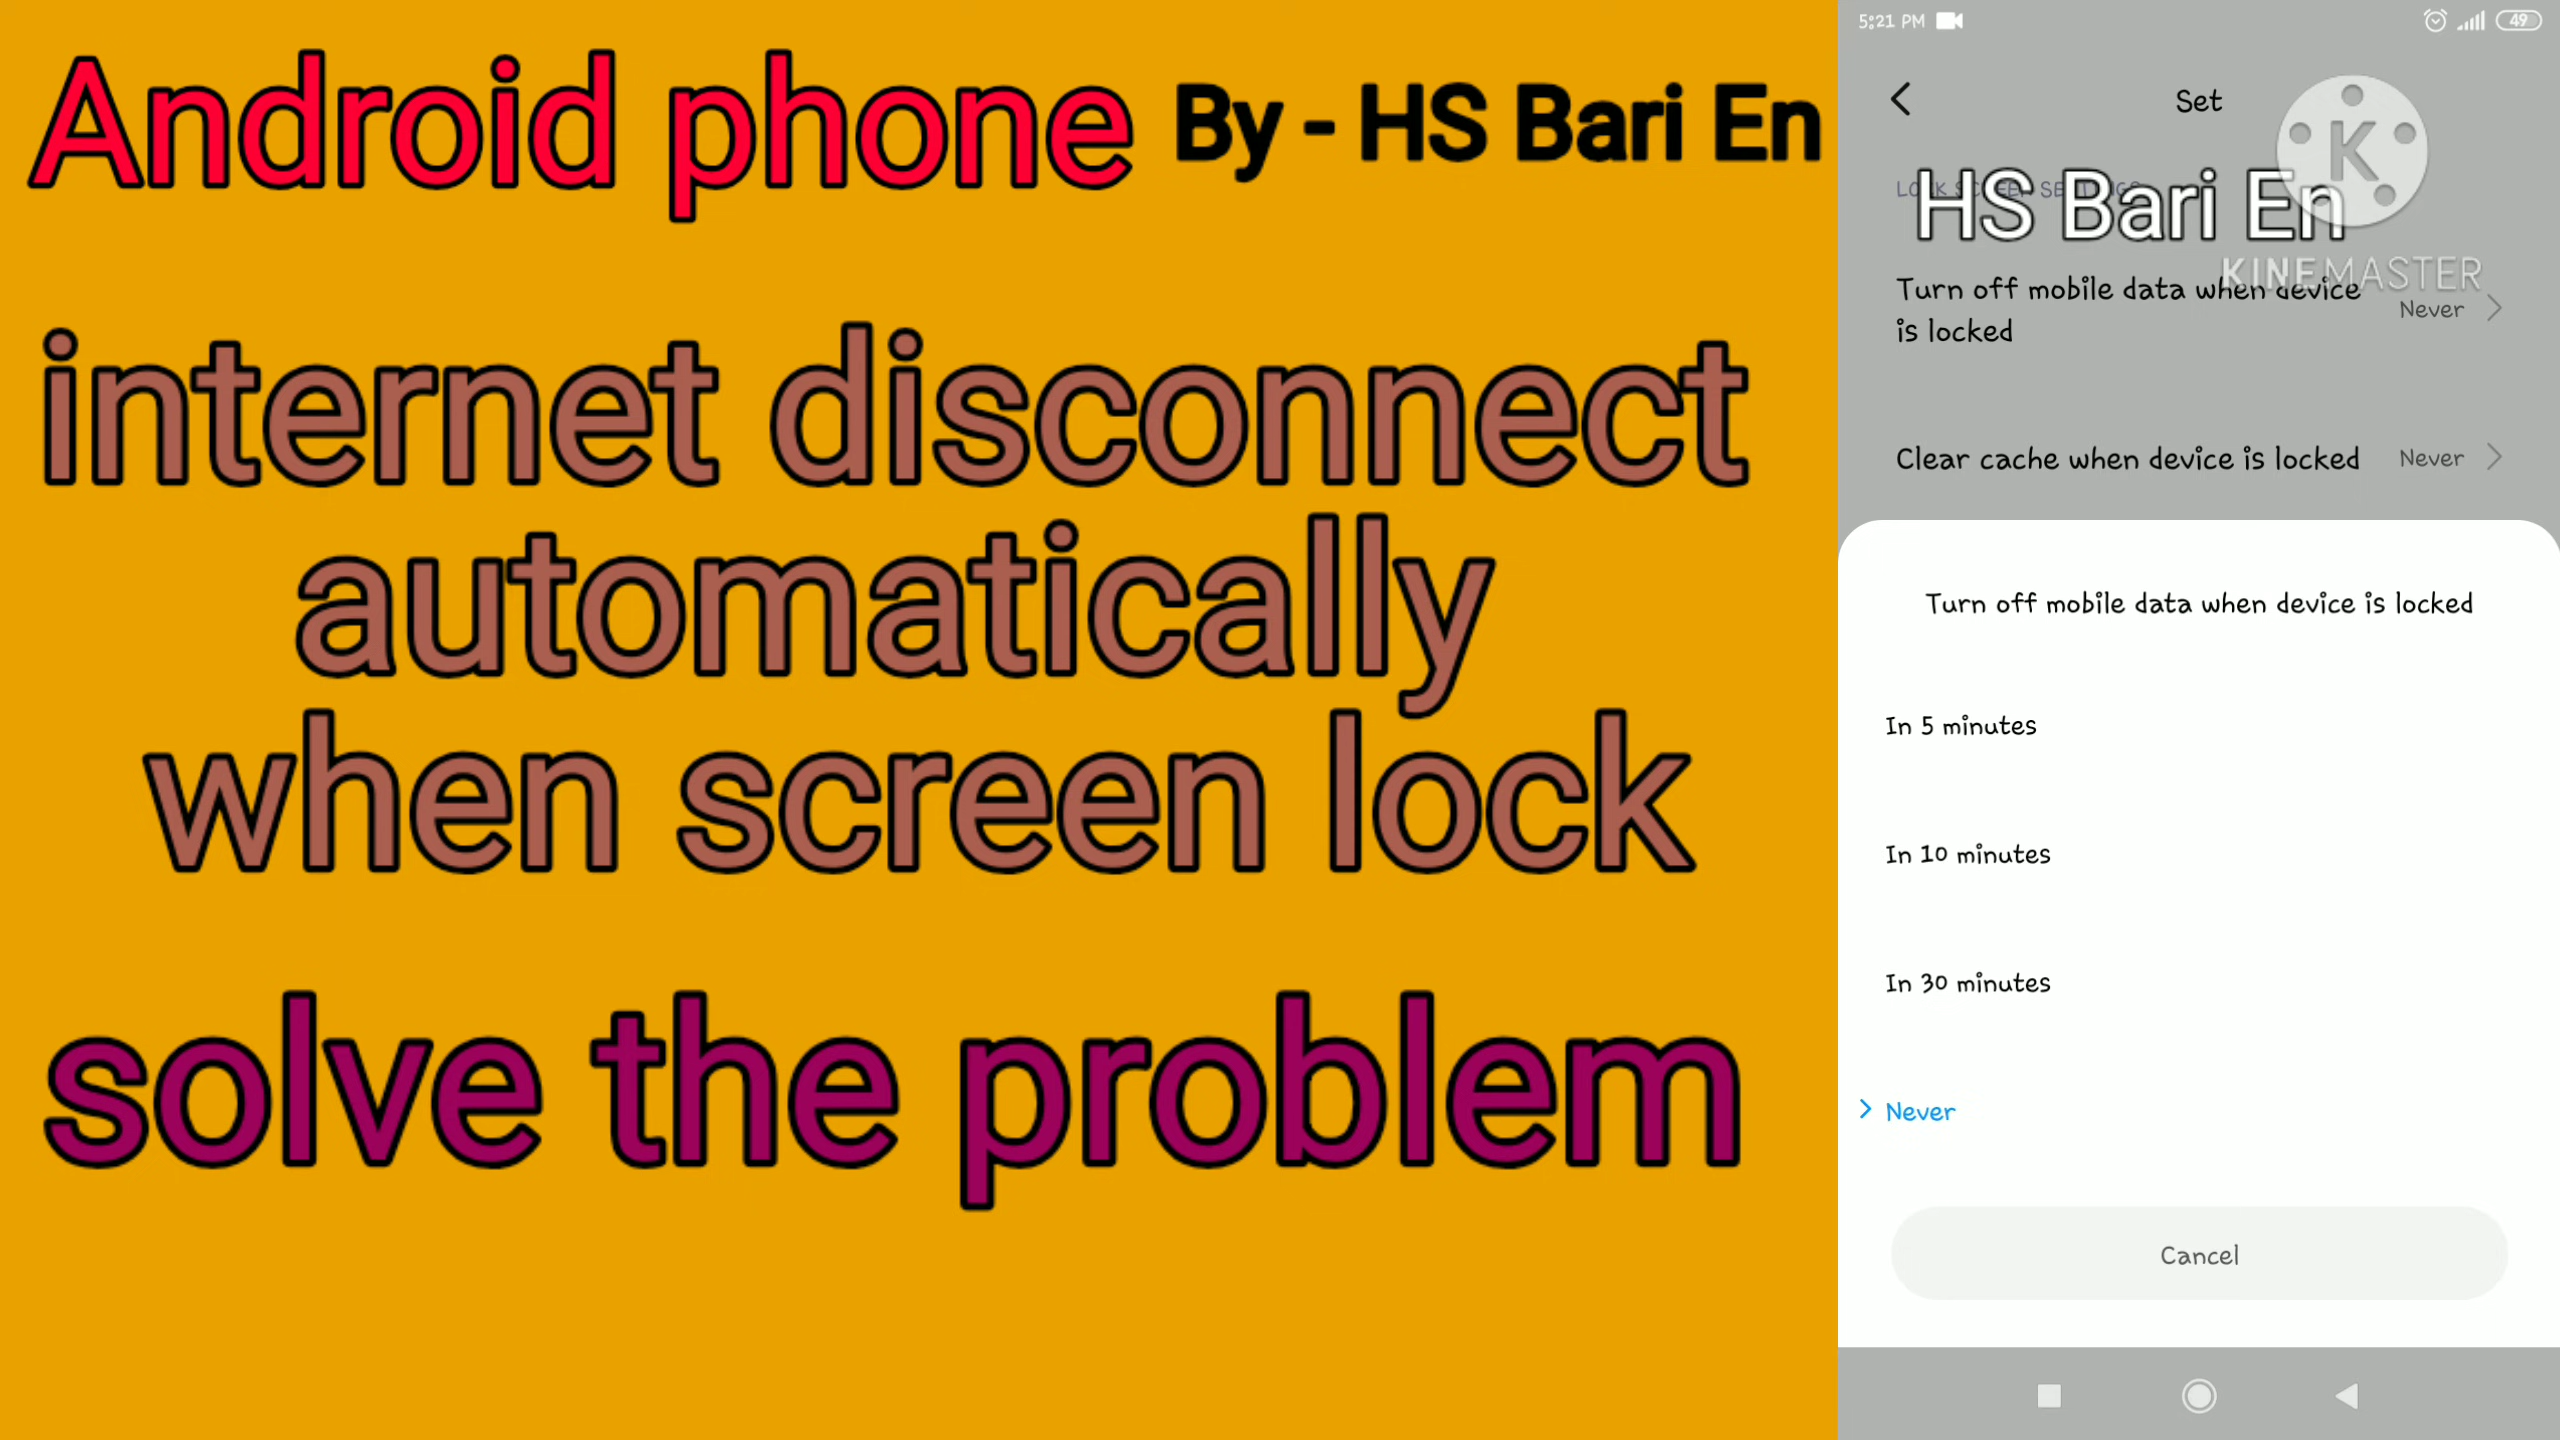 Android phone By - HS Bari En
internet disconnect
automatically
when screen lock
solve the problem
5:21 PM
49
Set
LOCK SCREEN SETTINGS
HS Bari En
KINEMASTER
Turn off mobile data when device
is locked
Never
Clear cache when device is locked
Never
Turn off mobile data when device is locked
In 5 minutes
In 10 minutes
In 30 minutes
Never
Cancel